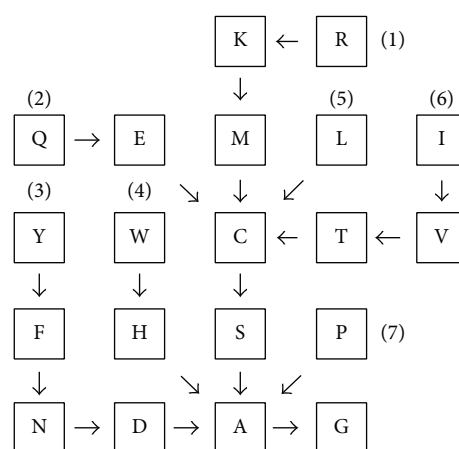 K ← R (1)
↓
(2) (5) (6)
Q → E M L I
↘ ↓ ↙ ↓
(3) (4)
Y W C ← T ← V
↓ ↓ ↓
F H S P (7)
↓ ↘ ↓ ↙
N → D → A → G